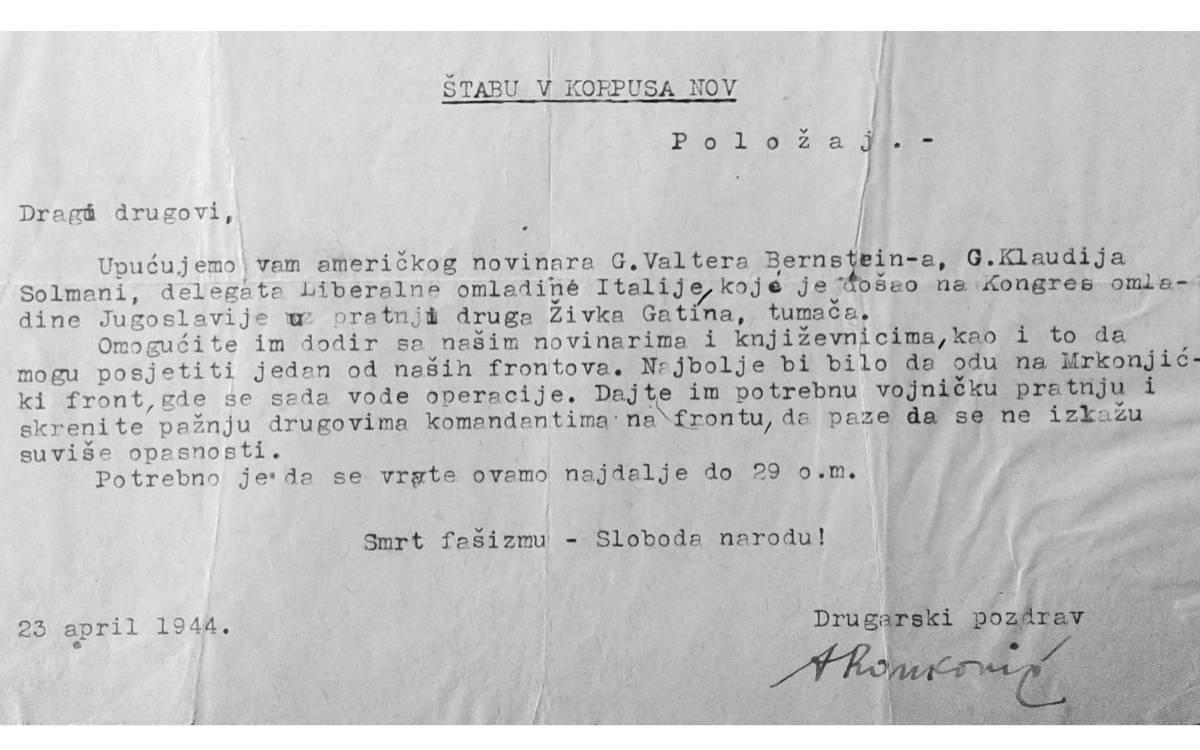 ŠTABU V KORPUSA NOV
Položaj.-
Dragi drugovi,
Upućujemo vam američkog novinara G.Valtera Bernstein-a, G.Klaudija
Solmani, delegata Liberalne omladine Italije, koje je došao na Kongres omla-
dine Jugoslavije uz pratnji druga Živka Gatina, tumača.
Omogućite im dodir sa našim novinarima i književnicima, kao i to da
mogu posjetiti jedan od naših frontova. Najbolje bi bilo da odu na Mrkonjić-
ki front, gde se sada vode operacije. Dajte im potrebnu vojničku pratnju i
skrenite pažnju drugovima komandantima na frontu, da paze da se ne izkažu
suviše opasnosti.
Potrebno je da se vrate ovamo najdalje do 29 o.m.
Smrt fašizmu - Sloboda narodu!
Drugarski pozdrav
23 april 1944.
ARanković